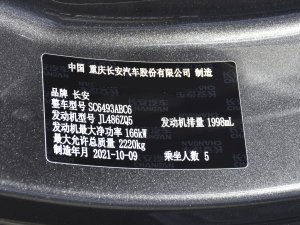 中国 重庆长安汽车股份有限公司 制造
品牌 长安
整车型号 SC6493ABC6
发动机型号 JL486ZQ5 发动机排量 1998mL
发动机最大净功率 166kW
最大允许总质量 2220kg
制造年月 2021-10-09 乘坐人数 5